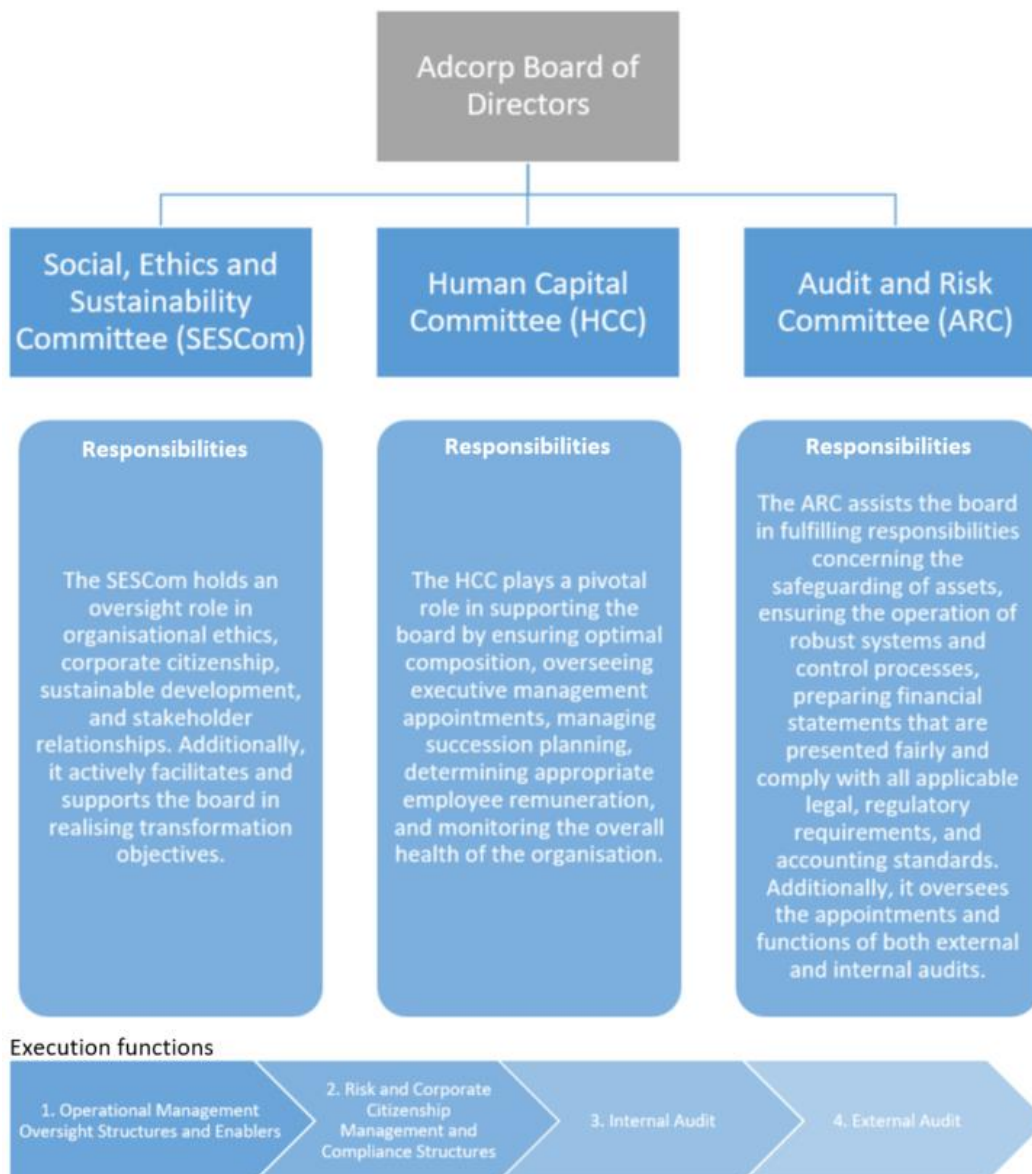 Adcorp Board of
Directors
Social, Ethics and
Sustainability
Committee (SESCom)
Human Capital
Committee (HCC)
Audit and Risk
Committee (ARC)
Responsibilities
The SESCom holds an
oversight role in
organisational ethics,
corporate citizenship,
sustainable development,
and stakeholder
relationships. Additionally,
it actively facilitates and
supports the board in
realising transformation
objectives.
Responsibilities
The HCC plays a pivotal
role in supporting the
board by ensuring optimal
composition, overseeing
executive management
appointments, managing
succession planning,
determining appropriate
employee remuneration,
and monitoring the overall
health of the organisation.
Responsibilities
The ARC assists the board
in fulfilling responsibilities
concerning the
safeguarding of assets,
ensuring the operation of
robust systems and
control processes,
preparing financial
statements that are
presented fairly and
comply with all applicable
legal, regulatory
requirements, and
accounting standards.
Additionally, it oversees
the appointments and
functions of both external
and internal audits.
Execution functions
1. Operational Management
Oversight Structures and Enablers
2. Risk and Corporate
Citizenship
Management and
Compliance Structures
3. Internal Audit
4. External Audit